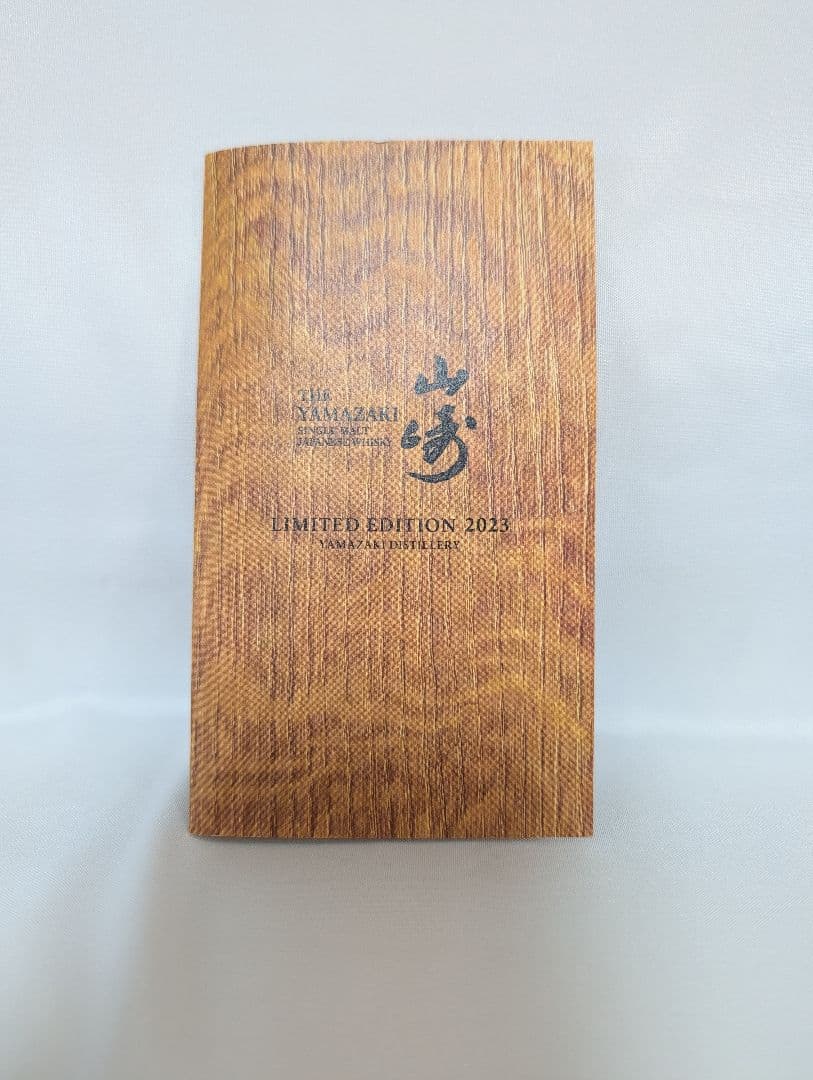 THE
YAMAZAKI
SINGLE MALT
JAPANESE WHISKY
山崎
LIMITED EDITION 2023
YAMAZAKI DISTILLERY